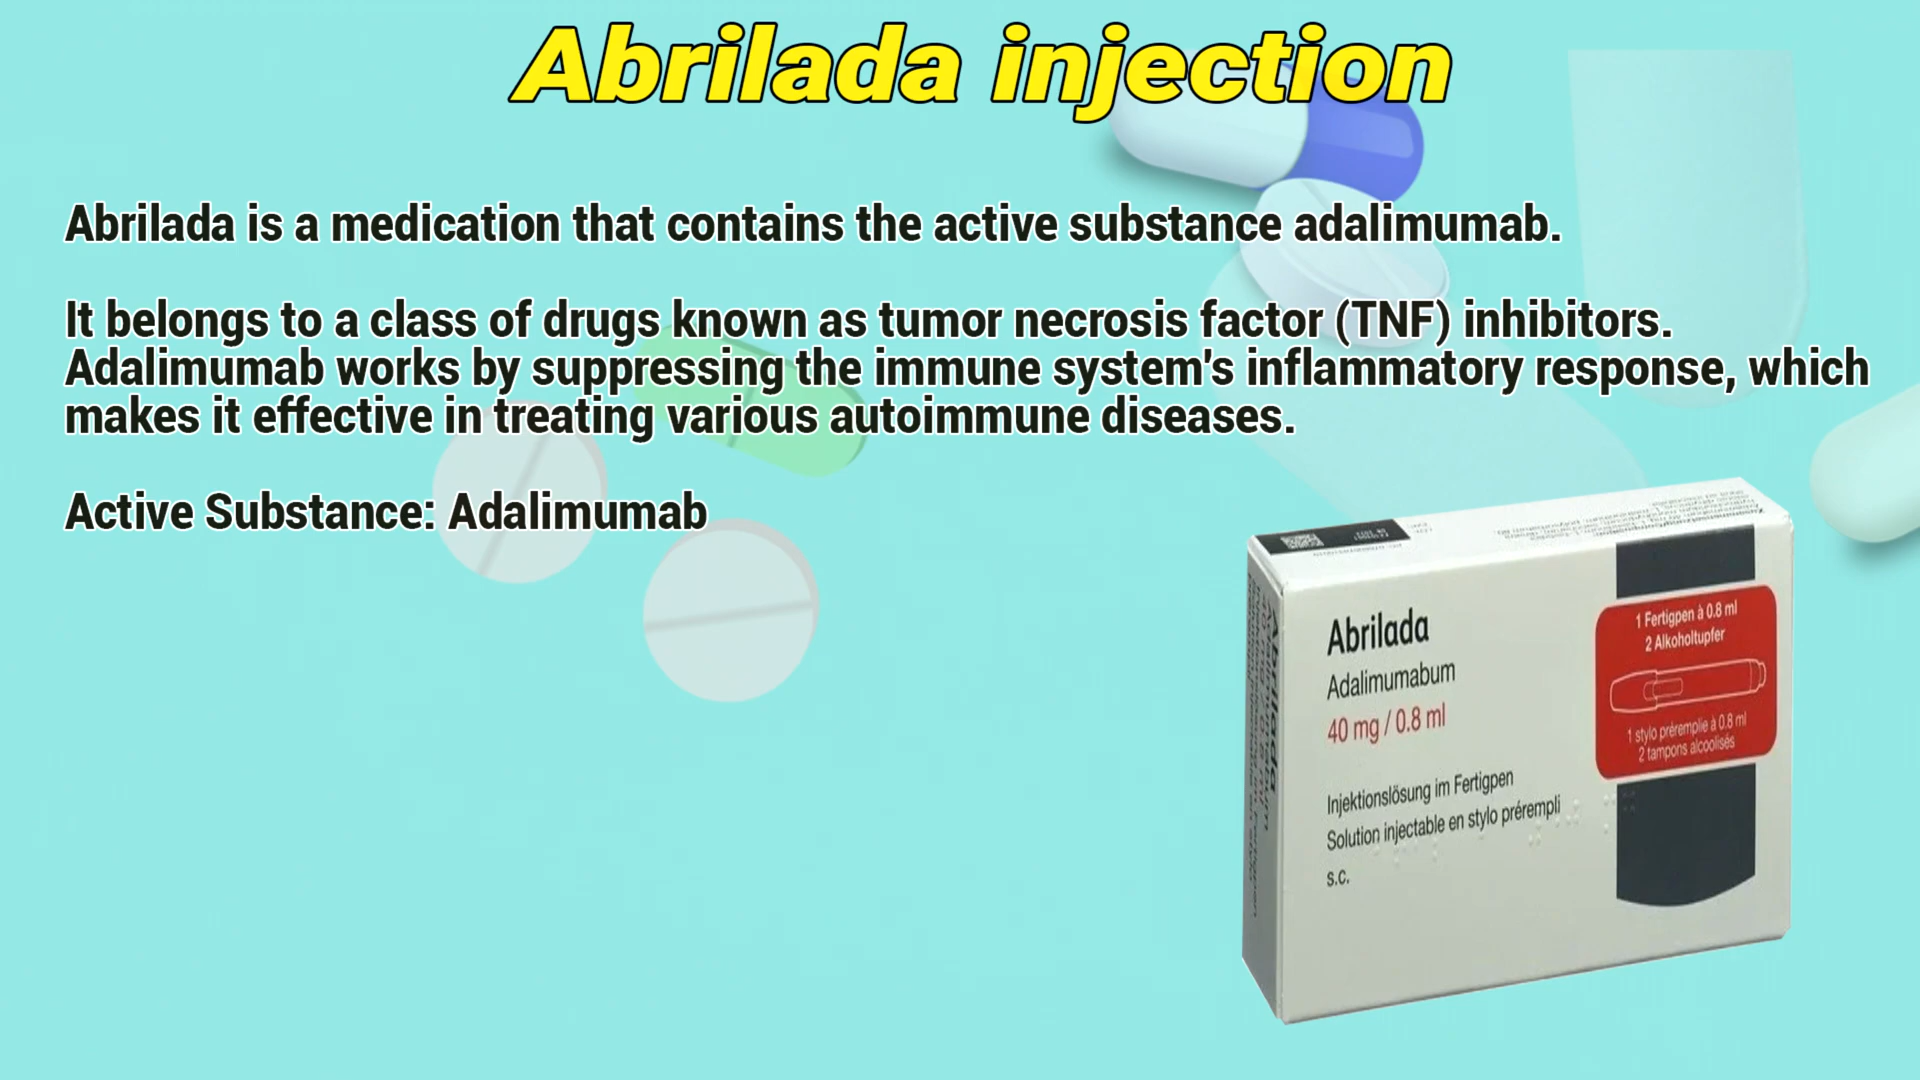 Abrilada injection
Abrilada is a medication that contains the active substance adalimumab.
It belongs to a class of drugs known as tumor necrosis factor (TNF) inhibitors.
Adalimumab works by suppressing the immune system's inflammatory response, which
makes it effective in treating various autoimmune diseases.
Active Substance: Adalimumab
Abrilada
Adalimumabum
40 mg / 0.8 ml
Injektionslösung im Fertigpen
Solution injectable en stylo prérempli
s.c.
1 Fertigpen à 0.8 ml
2 Alkoholtupfer
1 stylo préremplie à 0.8 ml
2 tampons alcoolisés
Abrilada